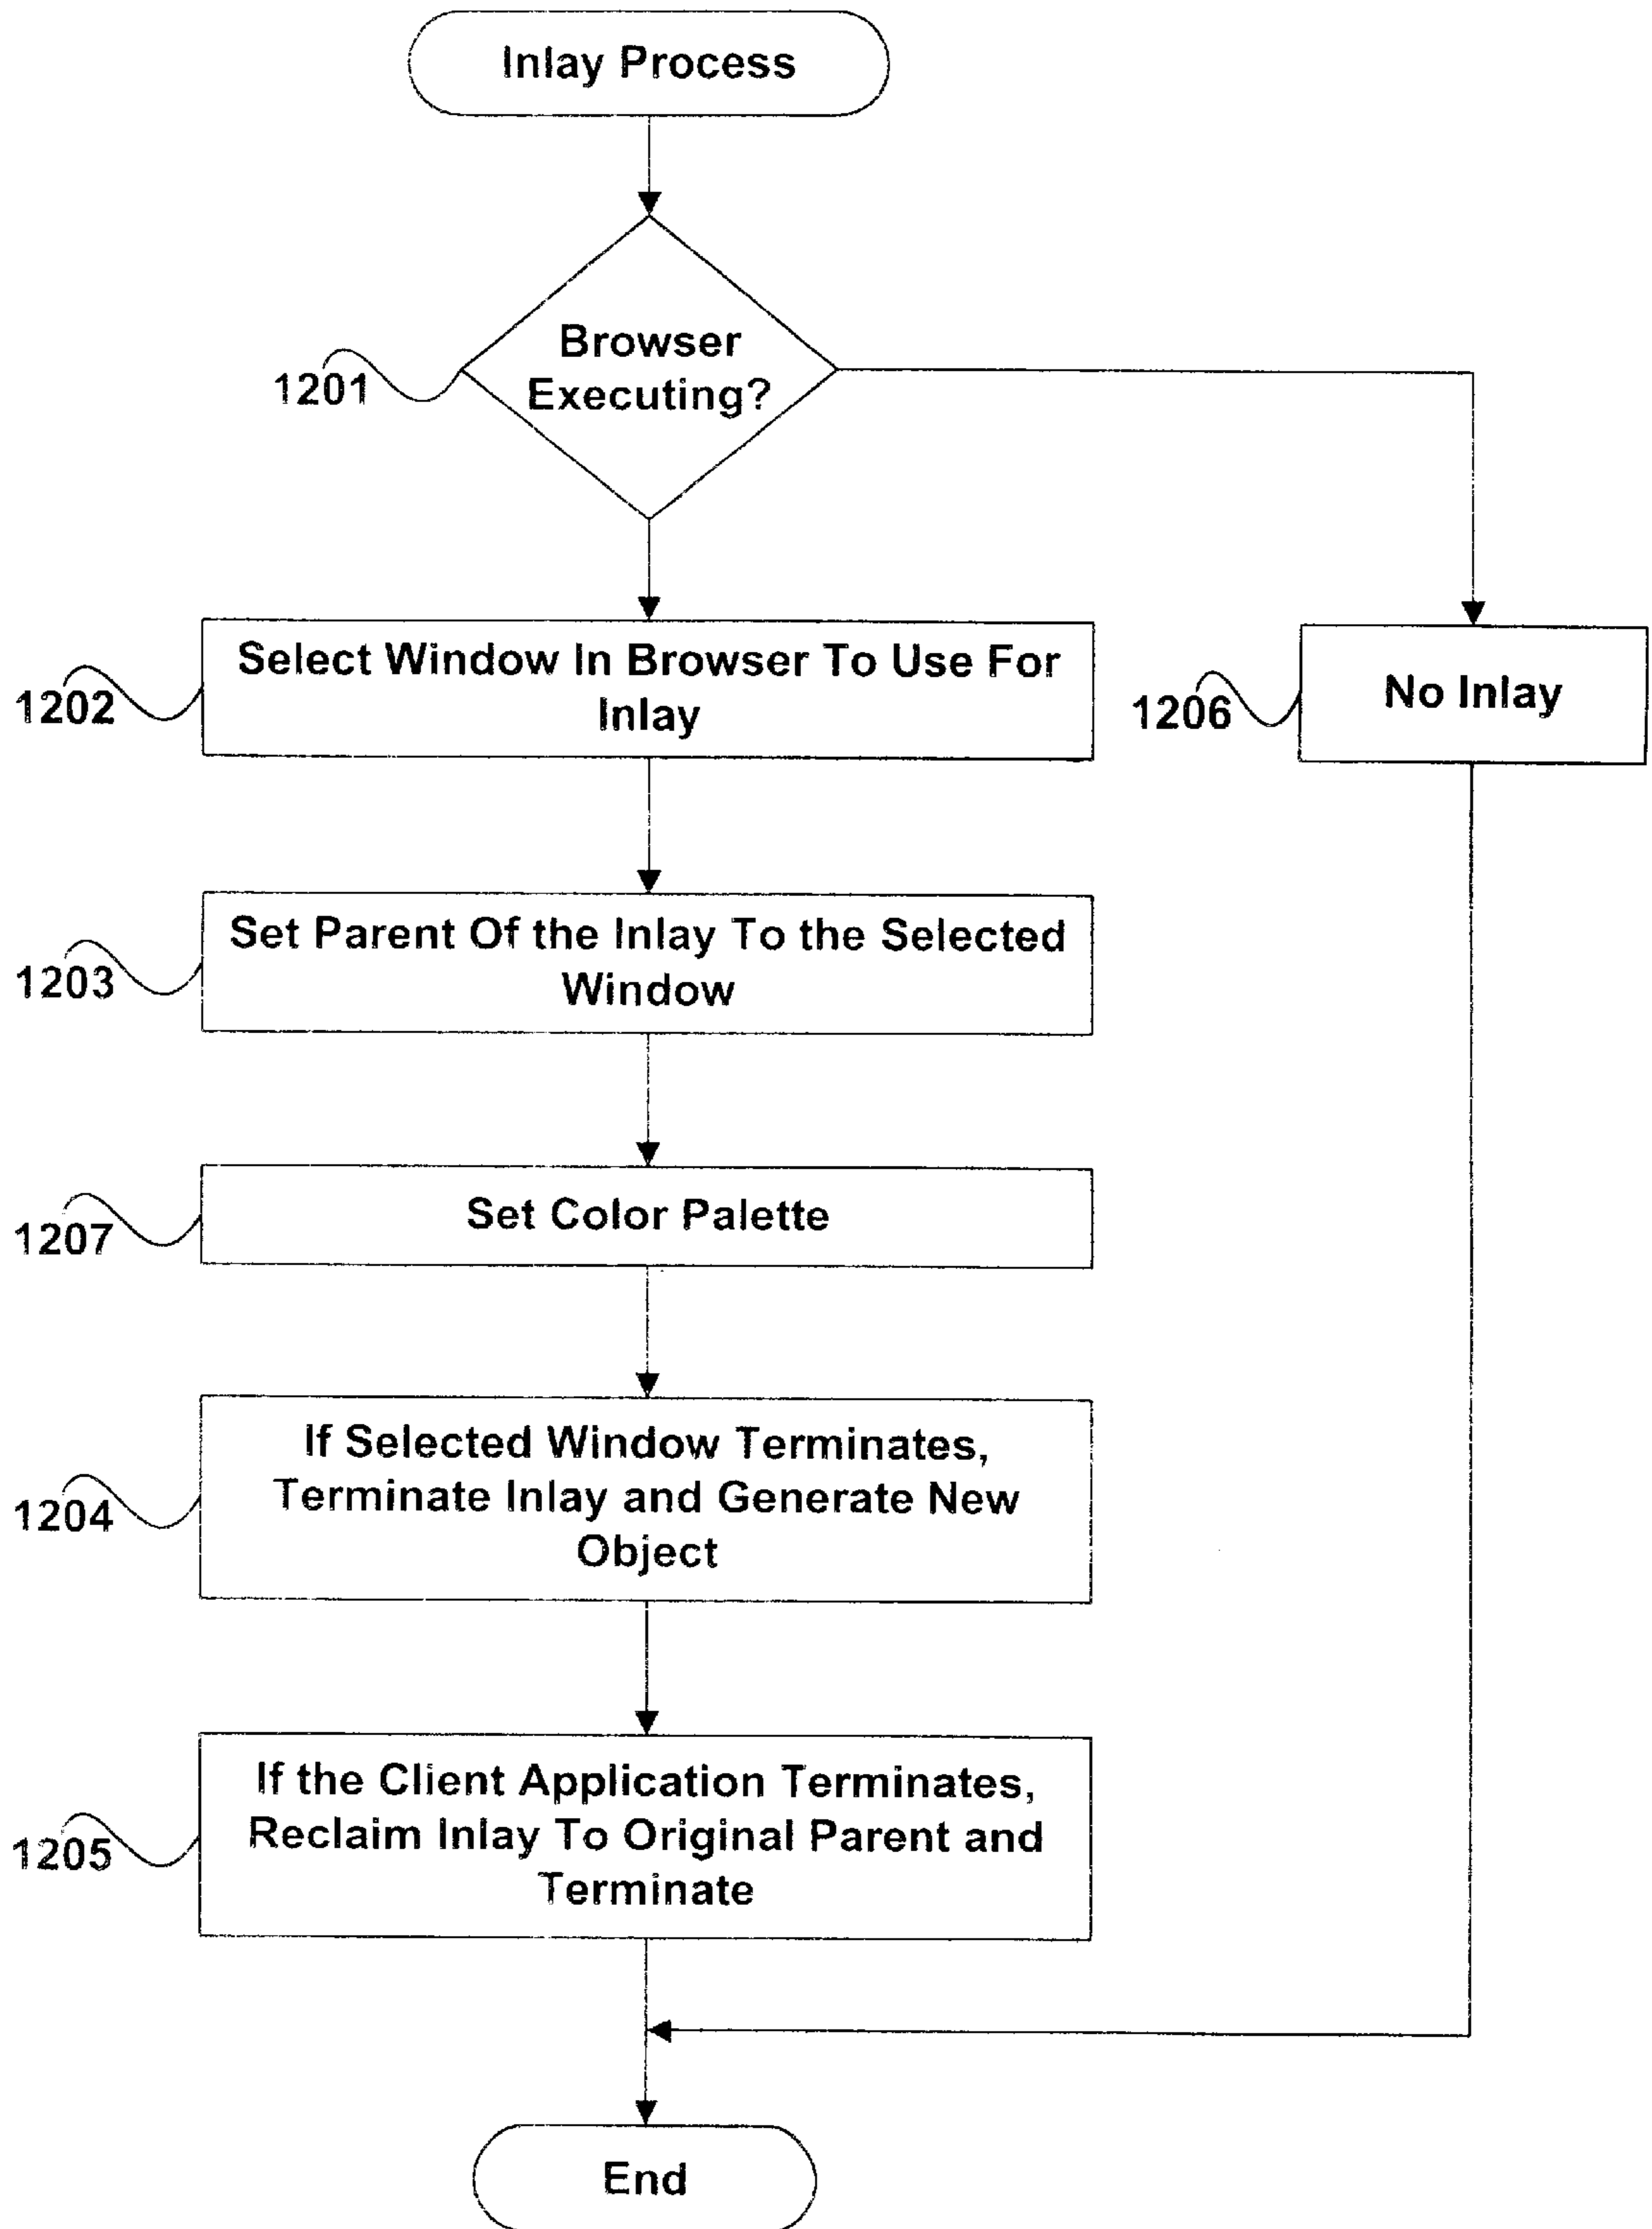 Inlay Process
Browser
Executing?
1201
Select Window In Browser To Use For
Inlay
1202
No Inlay
1206
Set Parent Of the Inlay To the Selected
Window
1203
Set Color Palette
1207
If Selected Window Terminates,
Terminate Inlay and Generate New
Object
1204
If the Client Application Terminates,
Reclaim Inlay To Original Parent and
Terminate
1205
End